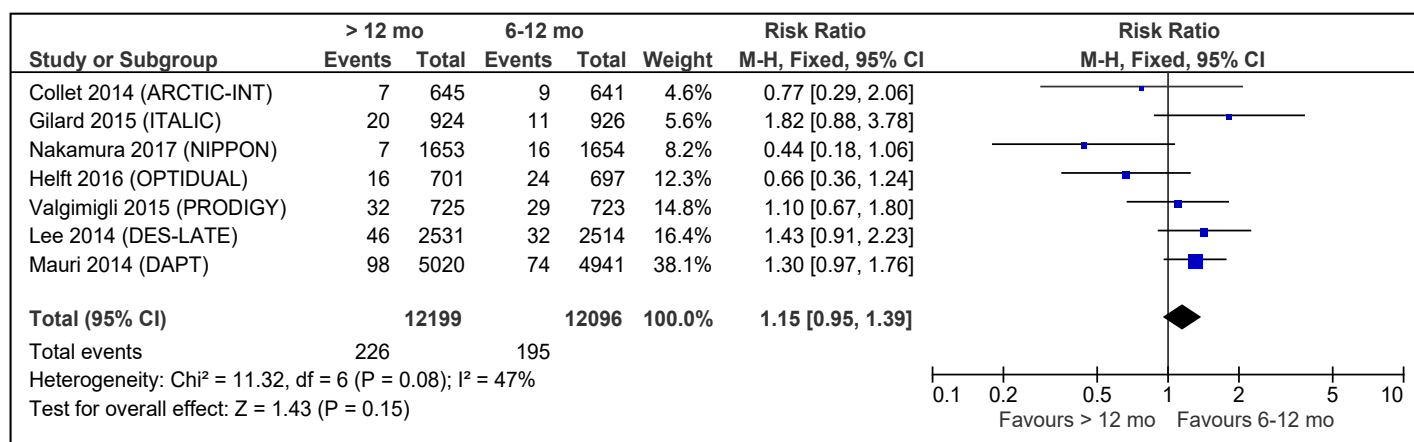 > 12 mo 6-12 mo Risk Ratio Risk Ratio
Study or Subgroup Events Total Events Total Weight M-H, Fixed, 95% CI M-H, Fixed, 95% CI
Collet 2014 (ARCTIC-INT) 7 645 9 641 4.6% 0.77 [0.29, 2.06]
Gilard 2015 (ITALIC) 20 924 11 926 5.6% 1.82 [0.88, 3.78]
Nakamura 2017 (NIPPON) 7 1653 16 1654 8.2% 0.44 [0.18, 1.06]
Helft 2016 (OPTIDUAL) 16 701 24 697 12.3% 0.66 [0.36, 1.24]
Valgimigli 2015 (PRODIGY) 32 725 29 723 14.8% 1.10 [0.67, 1.80]
Lee 2014 (DES-LATE) 46 2531 32 2514 16.4% 1.43 [0.91, 2.23]
Mauri 2014 (DAPT) 98 5020 74 4941 38.1% 1.30 [0.97, 1.76]
Total (95% CI) 12199 12096 100.0% 1.15 [0.95, 1.39]
Total events 226 195
Heterogeneity: Chi² = 11.32, df = 6 (P = 0.08); I² = 47%
Test for overall effect: Z = 1.43 (P = 0.15)
0.1 0.2 0.5 1 2 5 10
Favours > 12 mo Favours 6-12 mo